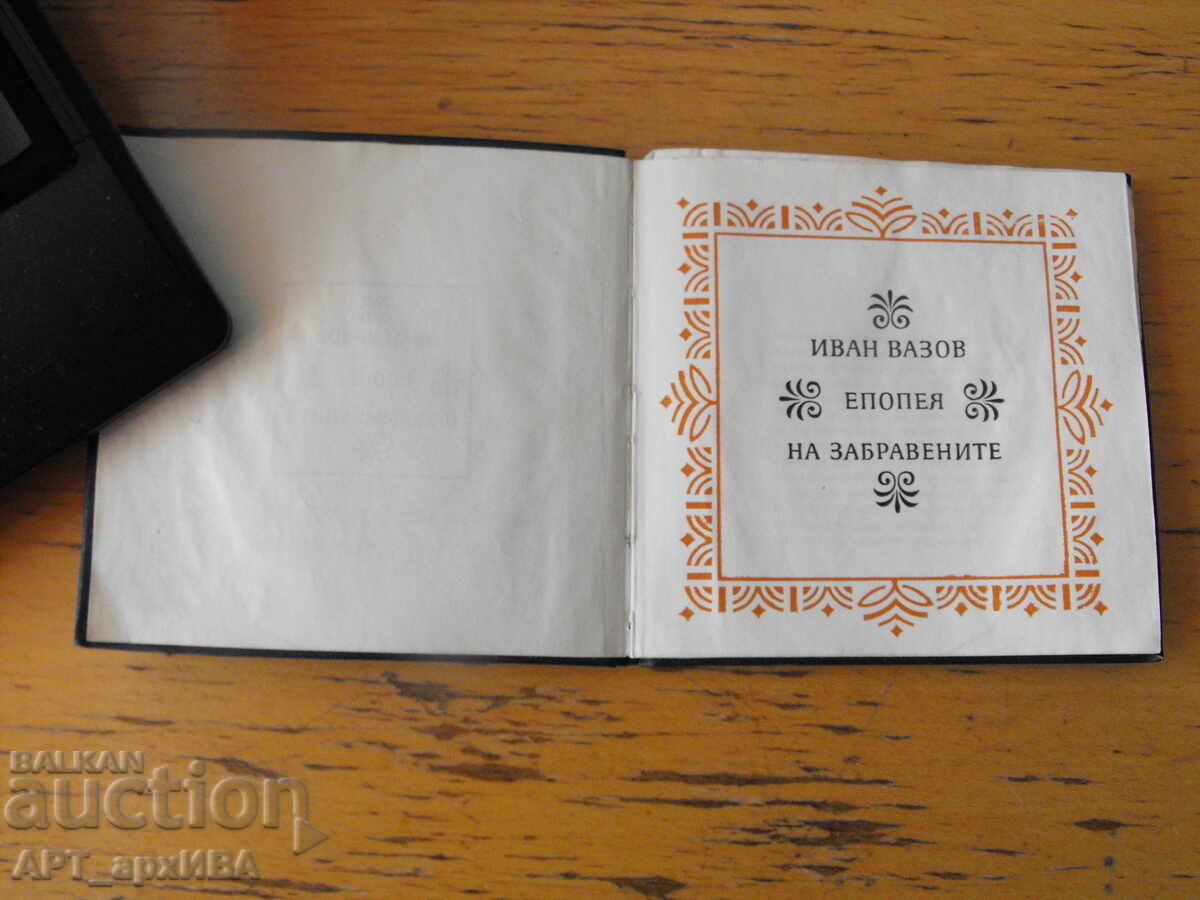 ИВАН ВАЗОВ
ЕПОПЕЯ
НА ЗАБРАВЕНИТЕ
BALKAN
auction
АРТ_архИВА